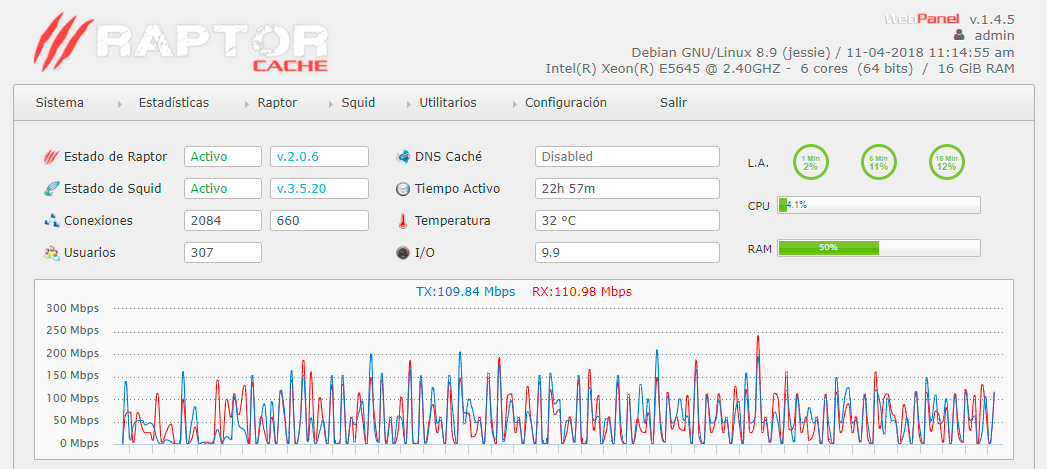 RAPTOR
CACHE
WebPanel v.1.4.5
admin
Debian GNU/Linux 8.9 (jessie) / 11-04-2018 11:14:55 am
Intel(R) Xeon(R) E5645 @ 2.40GHZ - 6 cores (64 bits) / 16 GiB RAM
Sistema Estadísticas Raptor Squid Utilitarios Configuración Salir
Estado de Raptor Activo v.2.0.6 DNS Caché Disabled
Estado de Squid Activo v.3.5.20 Tiempo Activo 22h 57m
Conexiones 2084 660 Temperatura 32 ºC
Usuarios 307 I/O 9.9
L.A. 1 Min 2% 5 Min 11% 15 Min 12%
CPU 4.1%
RAM 50%
TX:109.84 Mbps RX:110.98 Mbps
300 Mbps
250 Mbps
200 Mbps
150 Mbps
100 Mbps
50 Mbps
0 Mbps